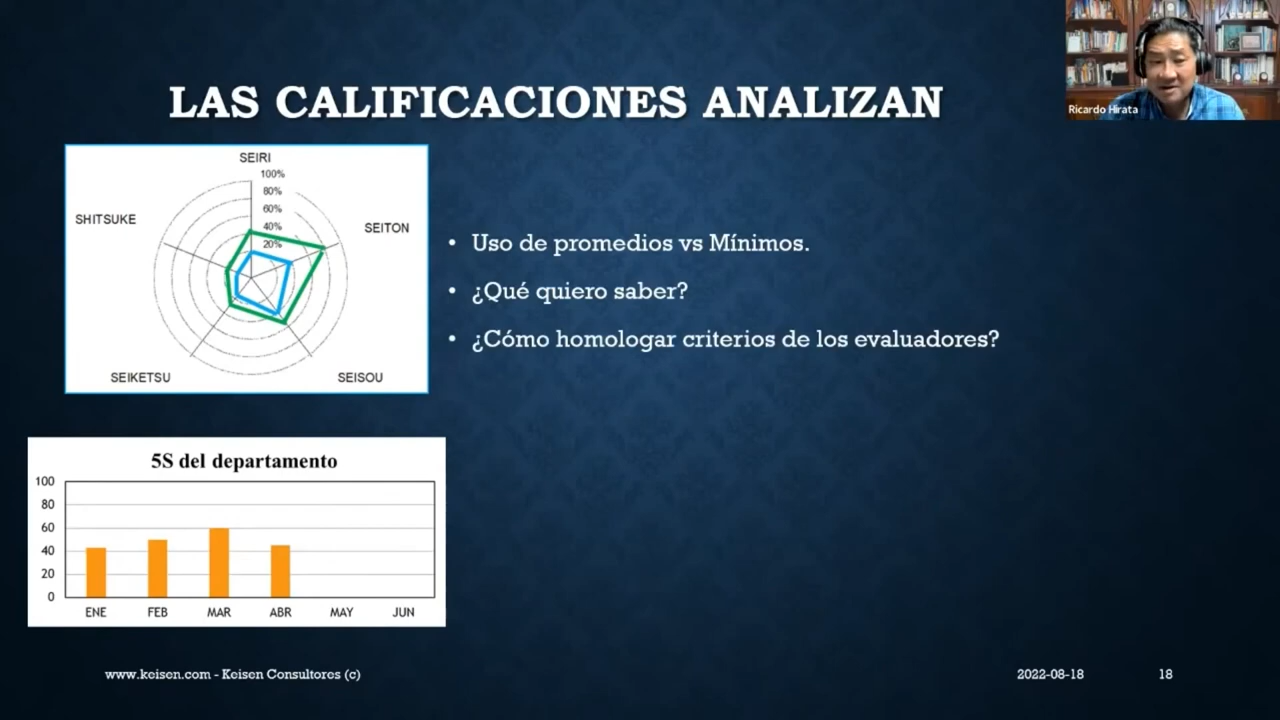 Ricardo Hirata
LAS CALIFICACIONES ANALIZAN
SEIRI
100%
80%
60%
40%
20%
SHITSUKE
SEITON
SEIKETSU
SEISOU
• Uso de promedios vs Mínimos.
• ¿Qué quiero saber?
• ¿Cómo homologar criterios de los evaluadores?
5S del departamento
100
80
60
40
20
0
ENE FEB MAR ABR MAY JUN
www.keisen.com - Keisen Consultores (c)
2022-08-18
18